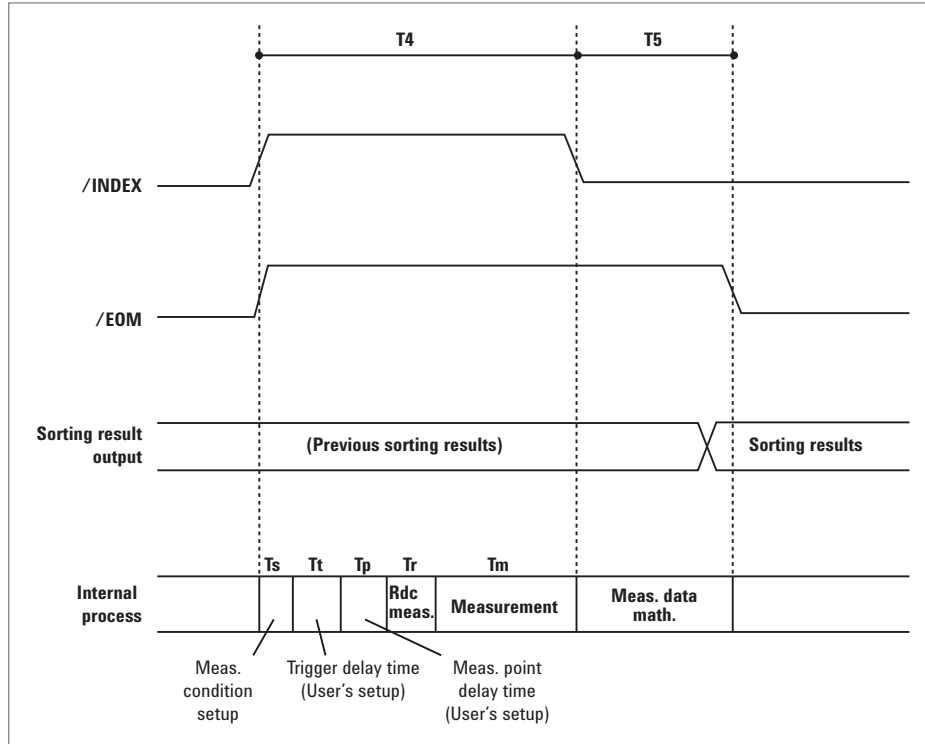 T4 T5
/INDEX
/EOM
Sorting result
output
(Previous sorting results)
Sorting results
Ts Tt Tp Tr Tm
Internal
process
Rdc
meas.
Measurement
Meas. data
math.
Meas.
condition
setup
Trigger delay time
(User's setup)
Meas. point
delay time
(User's setup)